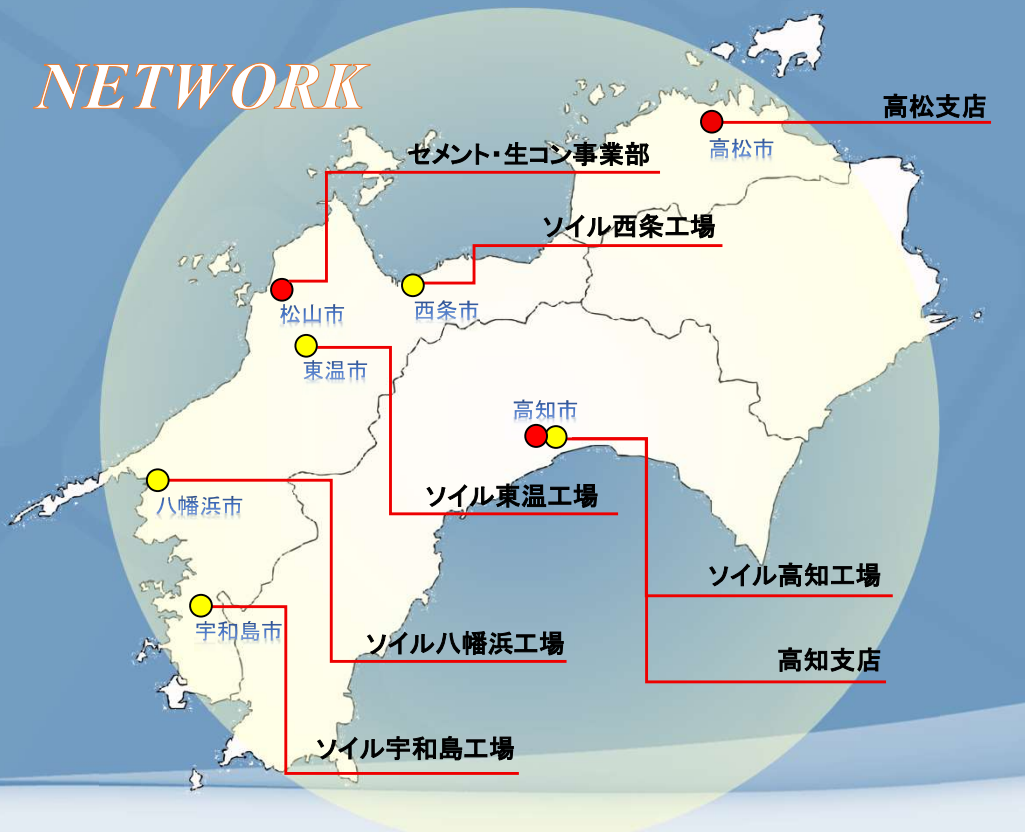 NETWORK
高松支店
高松市
セメント・生コン事業部
ソイル西条工場
松山市
西条市
東温市
高知市
ソイル東温工場
八幡浜市
ソイル高知工場
宇和島市
ソイル八幡浜工場
高知支店
ソイル宇和島工場